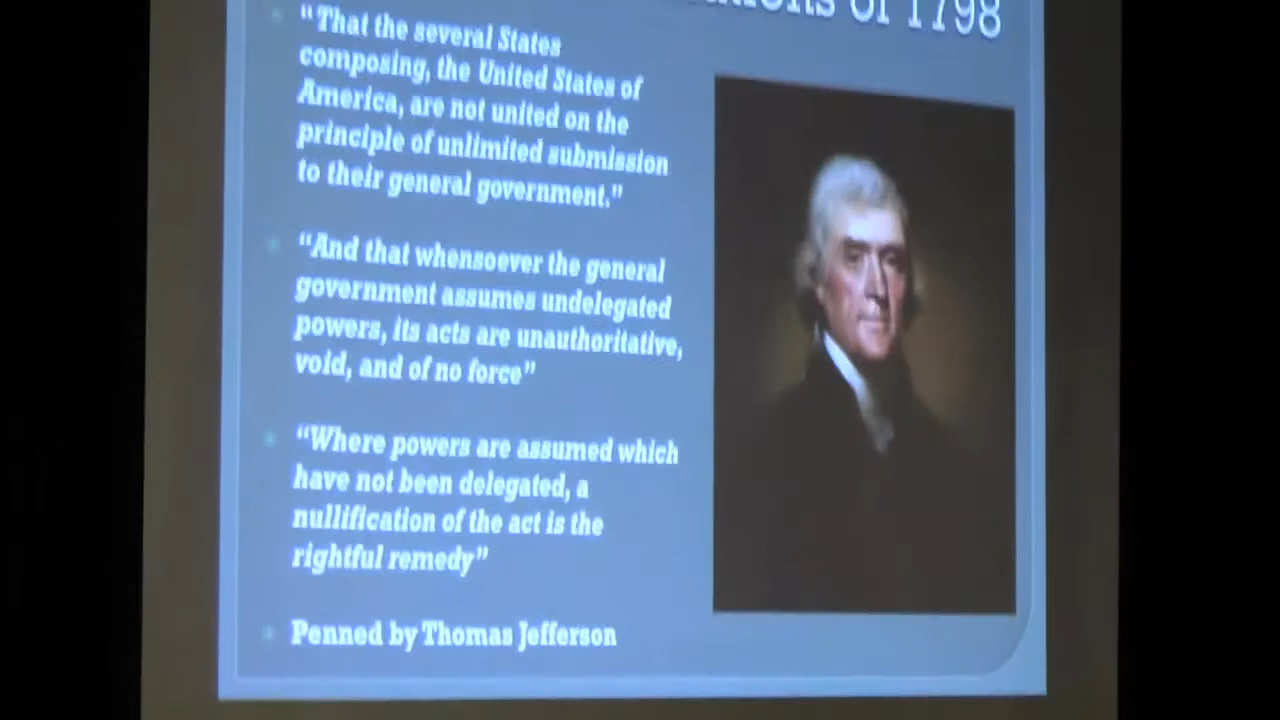 of 1798
"That the several States
composing, the United States of
America, are not united on the
principle of unlimited submission
to their general government."
"And that whensoever the general
government assumes undelegated
powers, its acts are unauthoritative,
void, and of no force"
"Where powers are assumed which
have not been delegated, a
nullification of the act is the
rightful remedy"
Penned by Thomas Jefferson